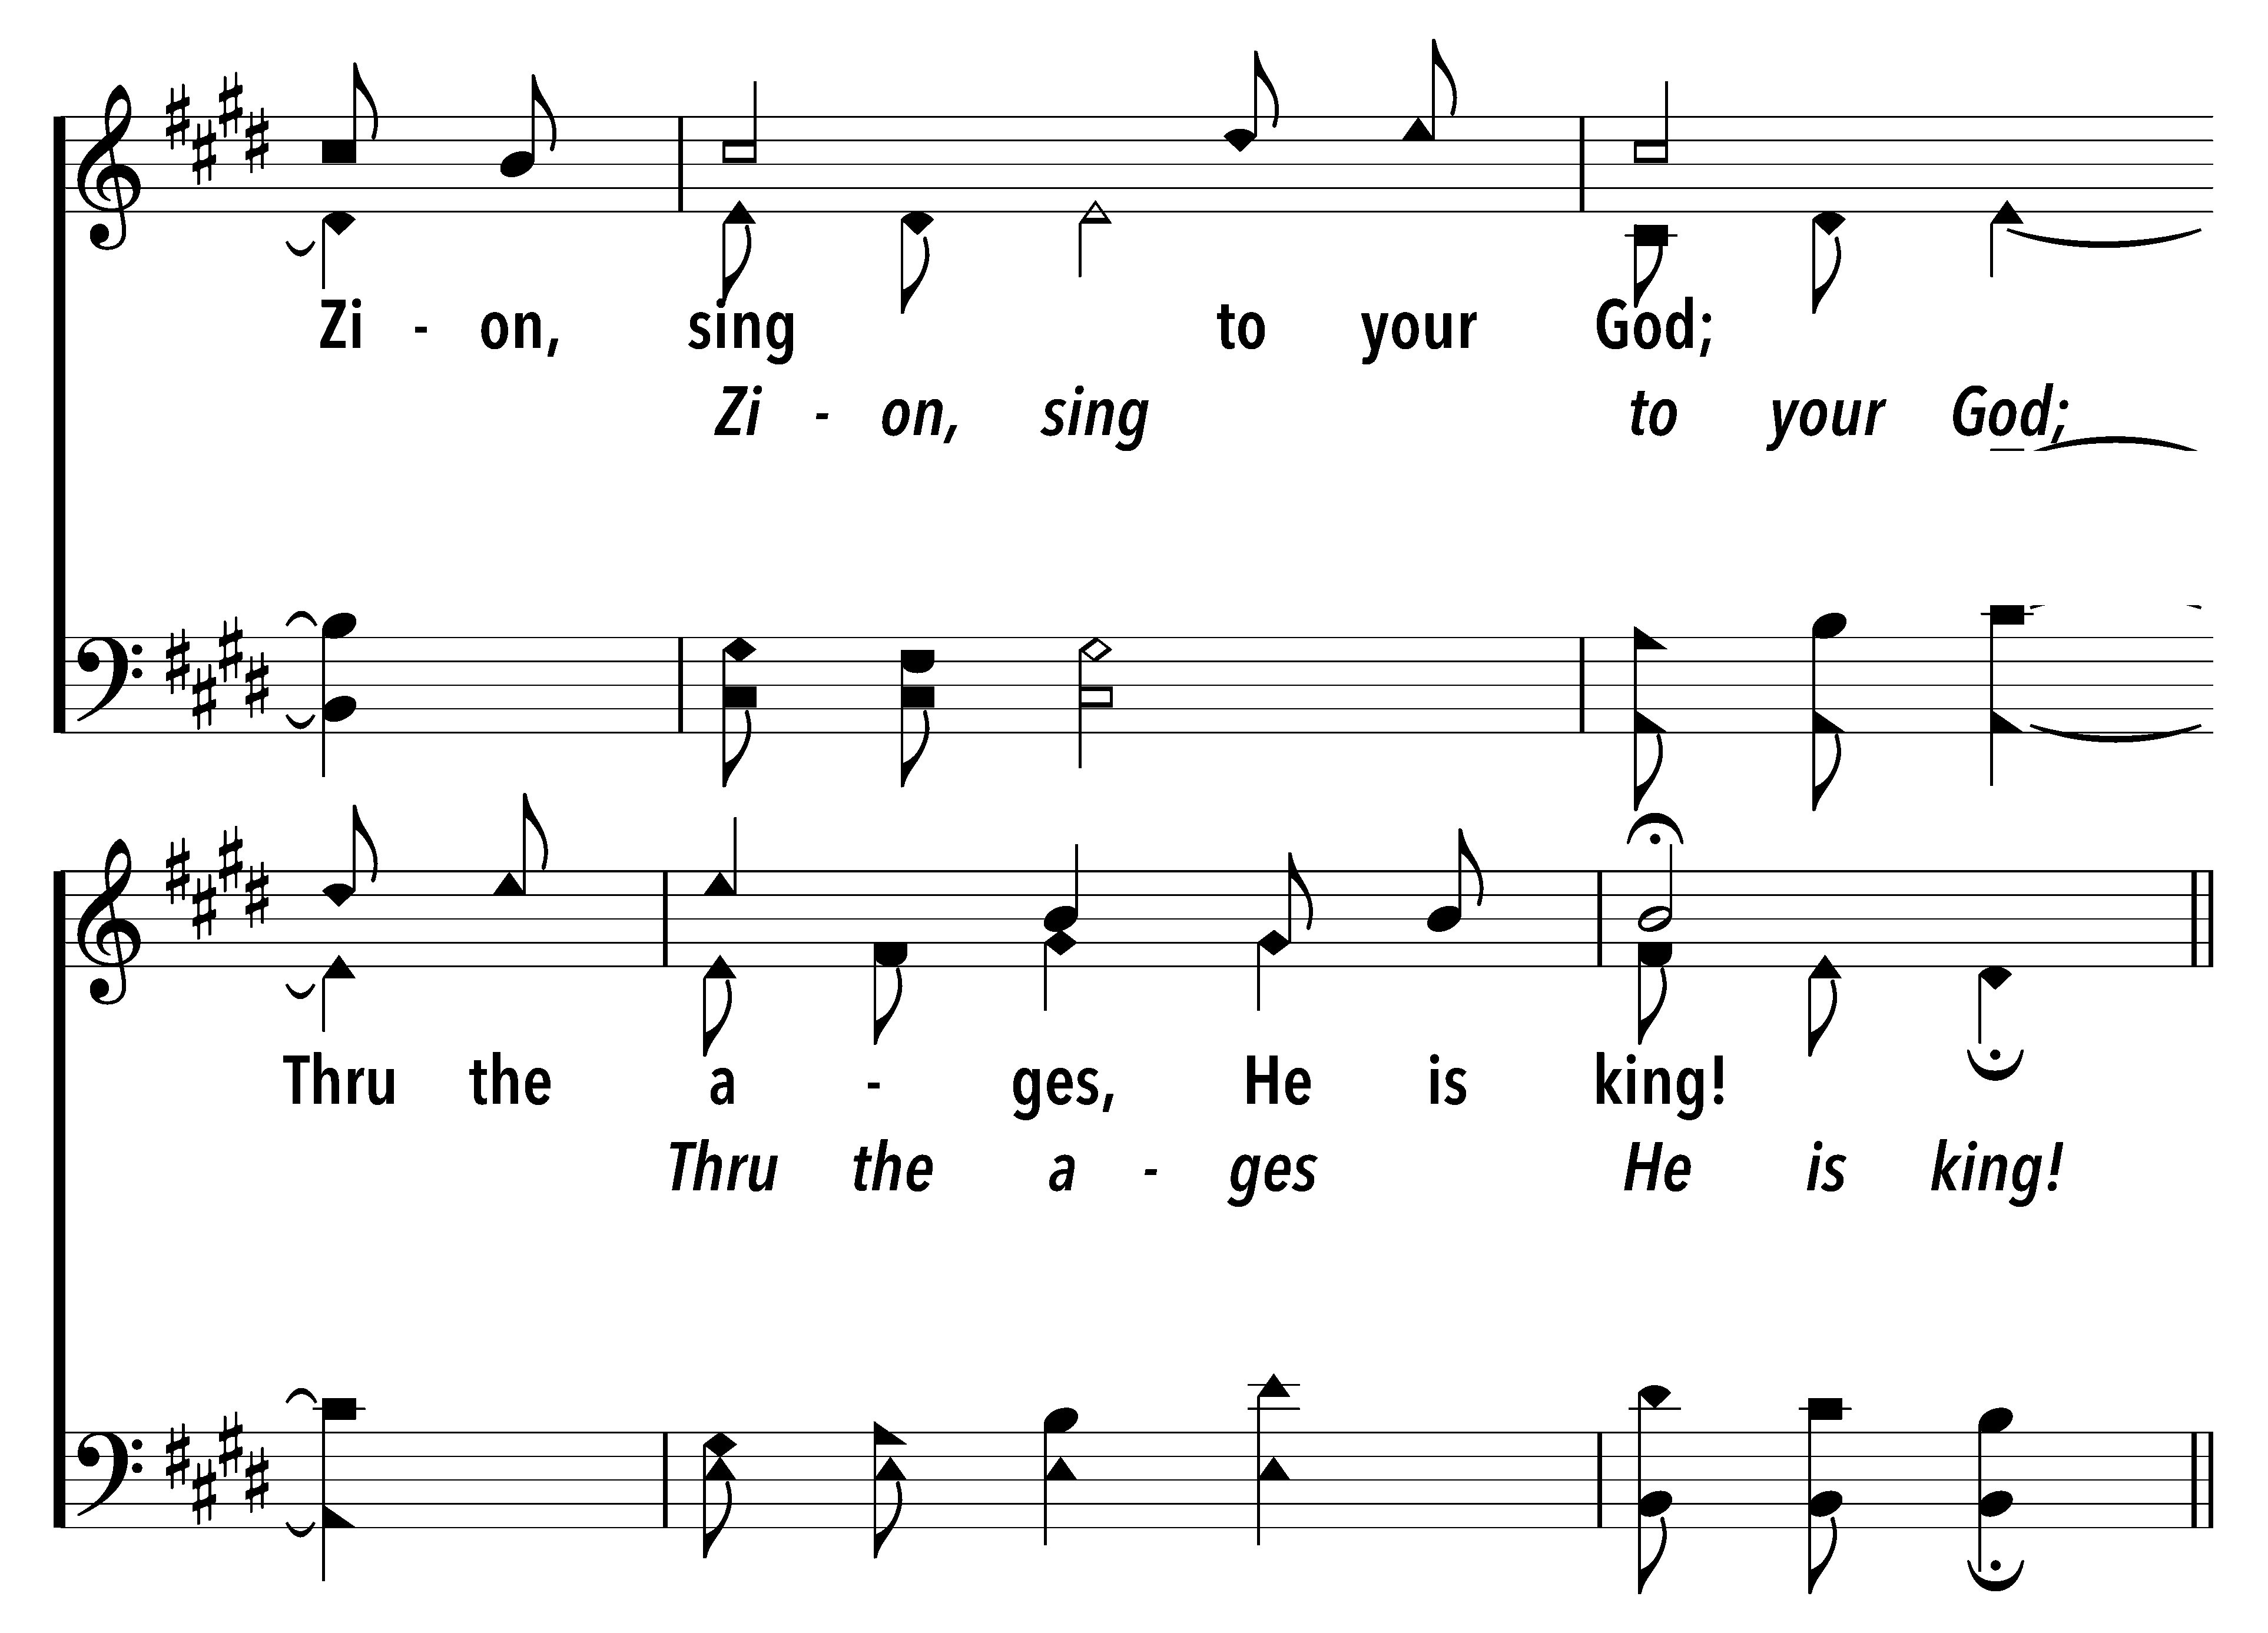 Zi - on, sing to your God;
Zi - on, sing to your God;
Thru the a - ges, He is king!
Thru the a - ges He is king!